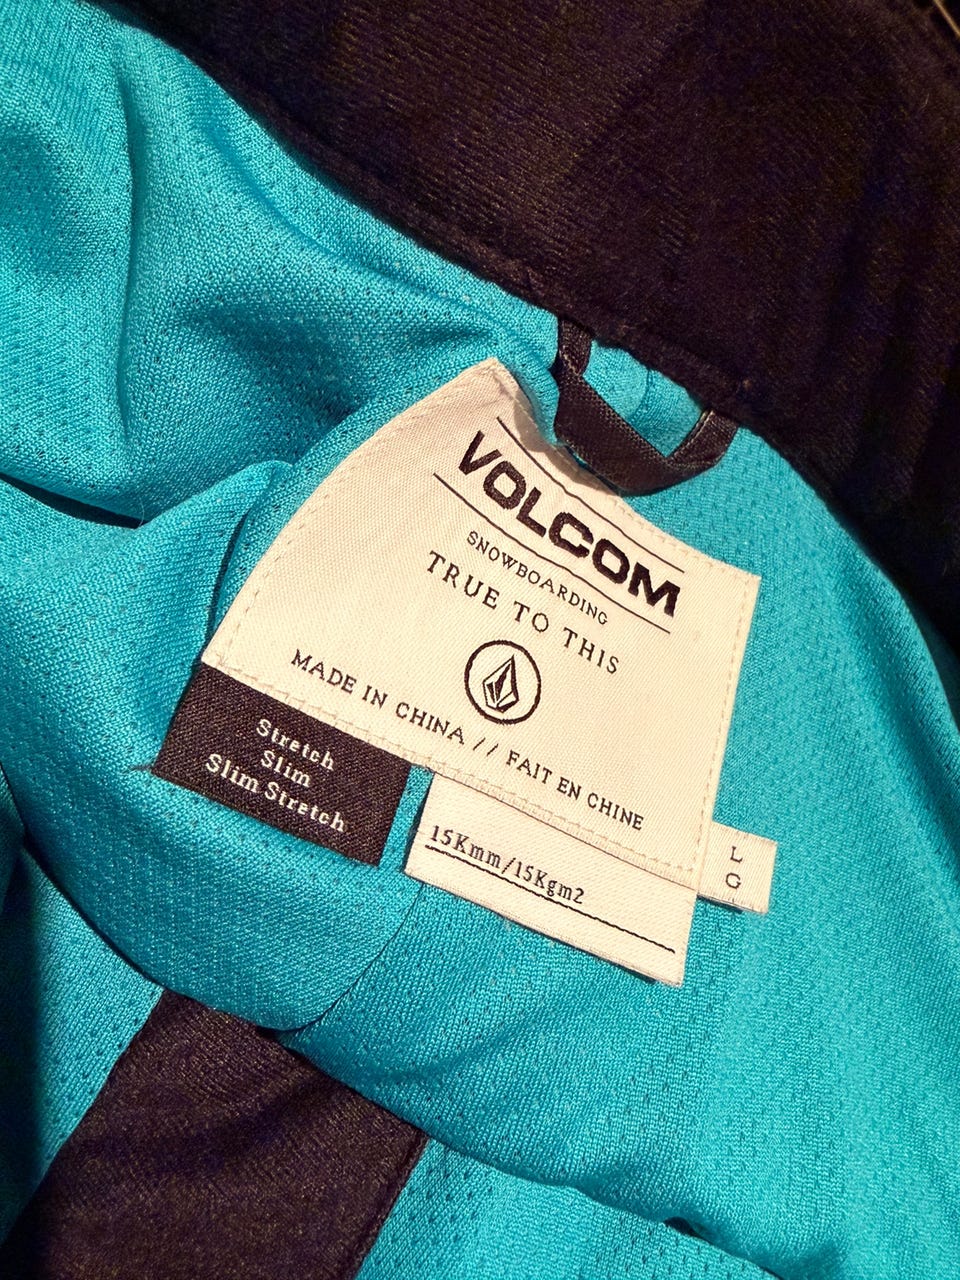 VOLCOM
SNOWBOARDING
TRUE TO THIS
MADE IN CHINA // FAIT EN CHINE
Stretch
Slim
Slim Stretch
15Kmm/15Kgm2
L
G